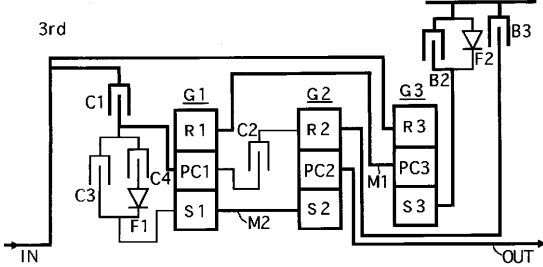 3rd
B3
F2
B2
C1
G1
G2
G3
R1
C2
R2
R3
C3
C4
PC1
PC2
PC3
M1
F1
S1
M2
S2
S3
IN
OUT